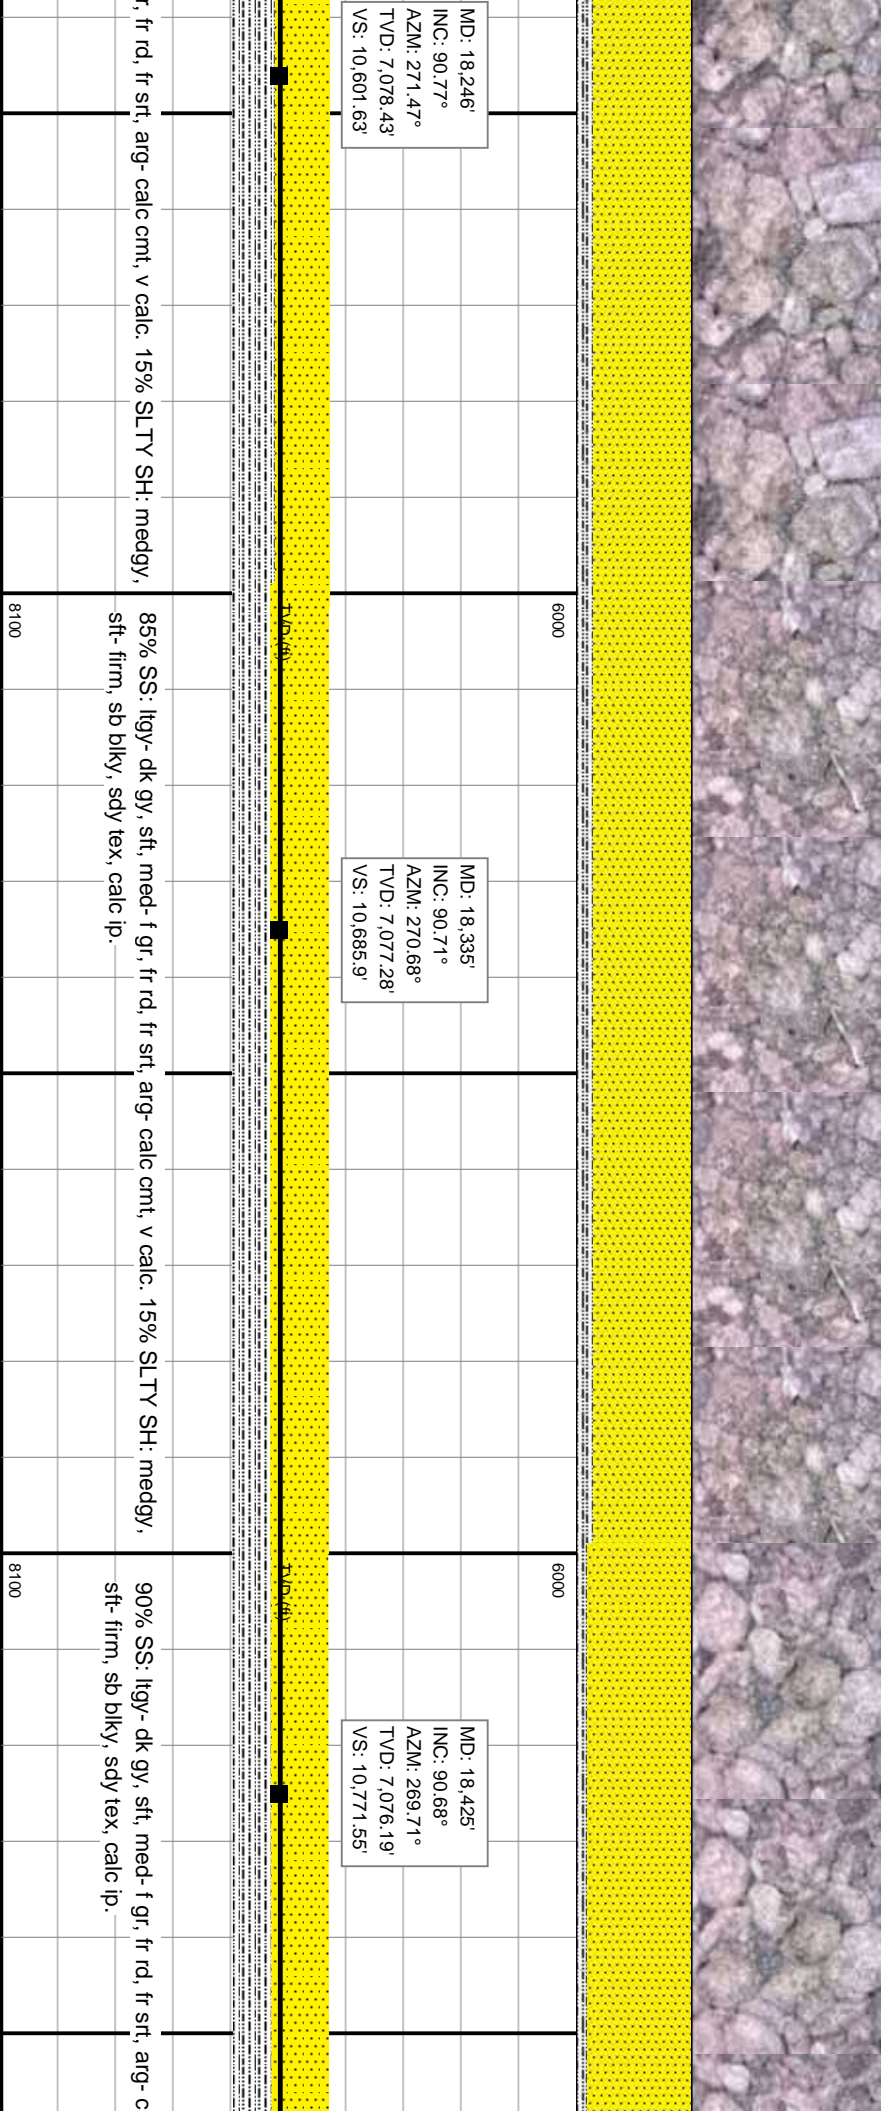 MD: 18,246'
INC: 90.77°
AZM: 271.47°
TVD: 7,078.43'
VS: 10,601.63'
r, fr rd, fr srt, arg- calc cmt, v calc. 15% SLTY SH: medgy,
6000
TVD (ft)
8100
MD: 18,335'
INC: 90.71°
AZM: 270.68°
TVD: 7,077.28'
VS: 10,685.9'
85% SS: ltgy- dk gy, sft, med- f gr, fr rd, fr srt, arg- calc cmt, v calc. 15% SLTY SH: medgy,
sft- firm, sb blky, sdy tex, calc ip.
6000
TVD (ft)
8100
MD: 18,425'
INC: 90.68°
AZM: 269.71°
TVD: 7,076.19'
VS: 10,771.55'
90% SS: ltgy- dk gy, sft, med- f gr, fr rd, fr srt, arg- c
sft- firm, sb blky, sdy tex, calc ip.